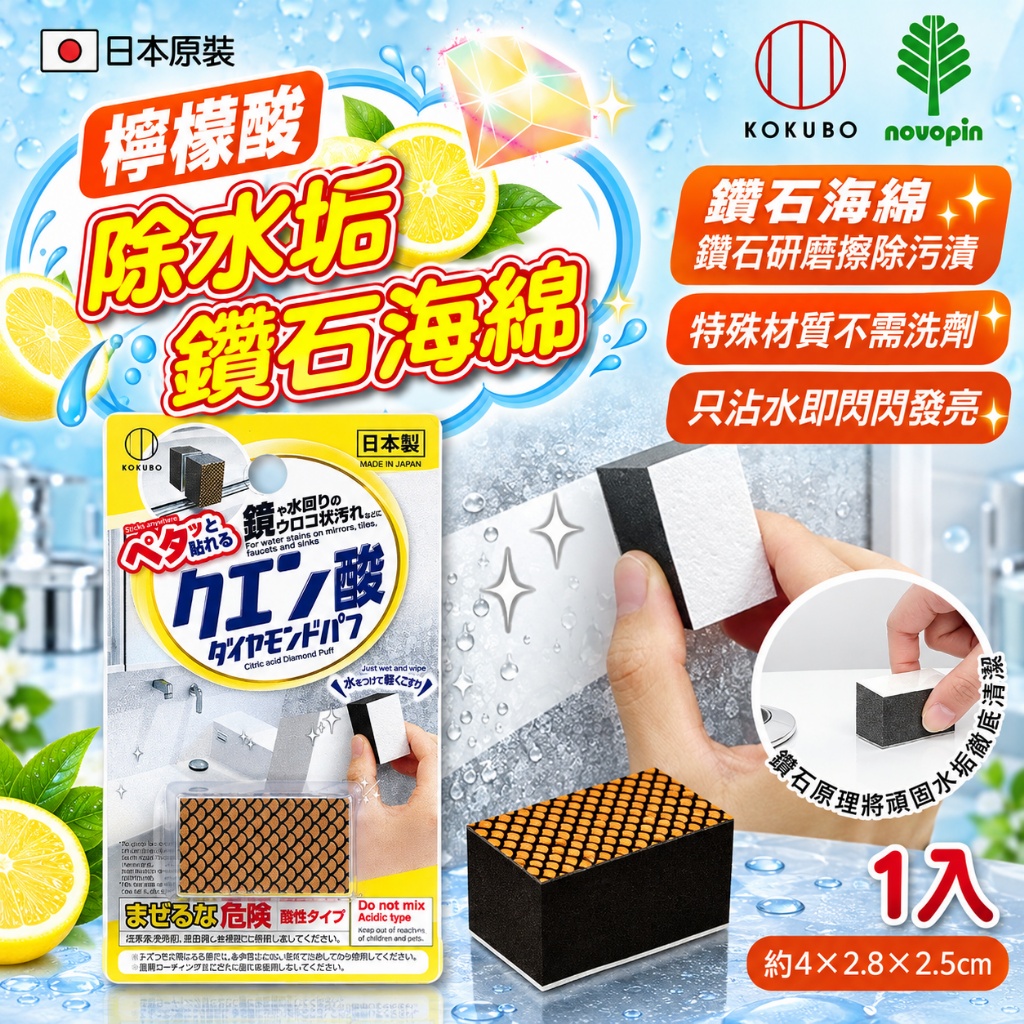 日本原裝
檸檬酸
除水垢
鑽石海綿
KOKUBO
novopin
鑽石海綿
鑽石研磨擦除污漬
特殊材質不需洗劑
只沾水即閃閃發亮
KOKUBO
日本製
MADE IN JAPAN
Sticks anywhere
ペタッと
貼れる
鏡や水回りの
ウロコ状汚れなどに
For water stains on mirrors, tiles,
faucets and sinks
クエン酸
ダイヤモンドパフ
Citric acid Diamond Puff
Just wet and wipe
水をつけて軽くこすり
まぜるな危険 酸性タイプ
Do not mix
Acidic type
Keep out of reach
of children and pets.
鑽石原理將頑固水垢徹底清潔
1入
約4×2.8×2.5cm